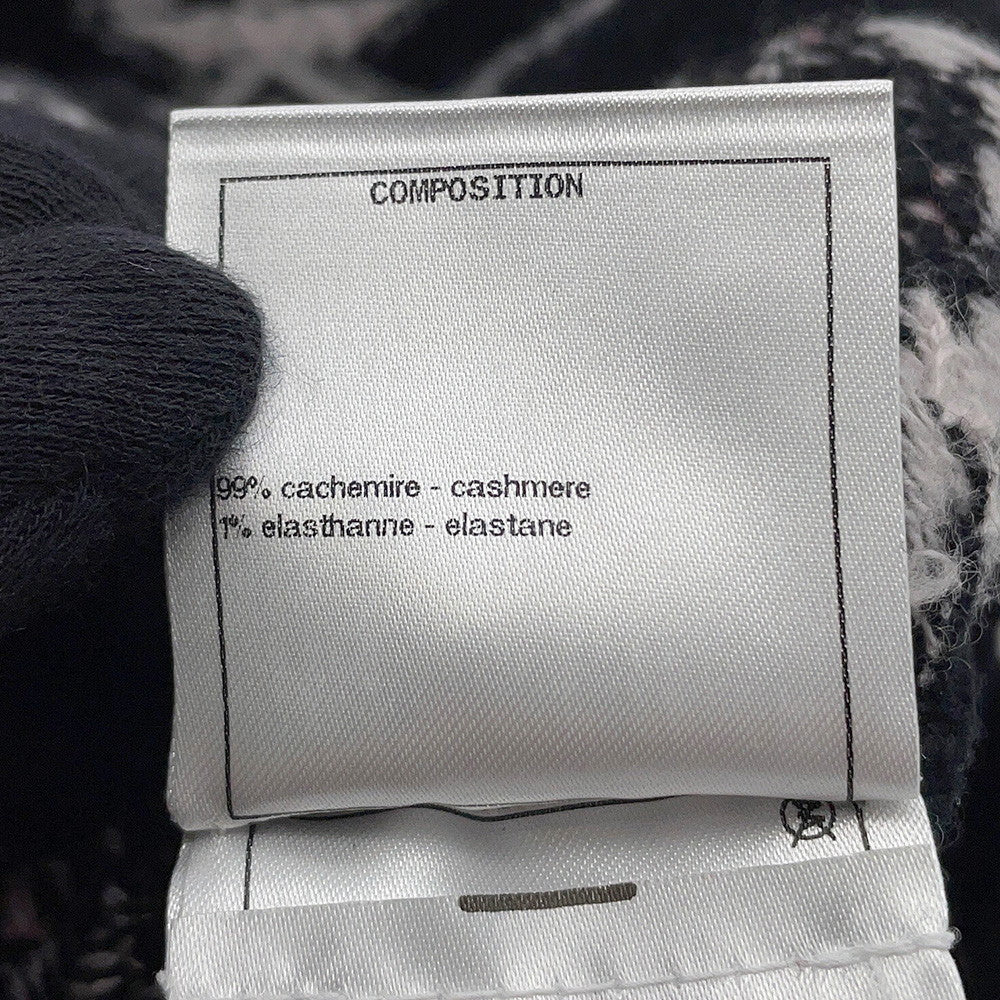 COMPOSITION
99% cachemire - cashmere
1% elasthanne - elastane